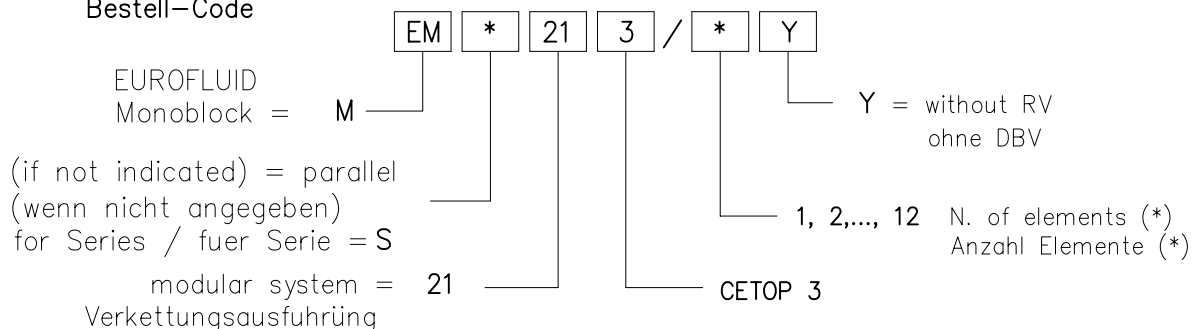 Bestell-Code
EM * 21 3 / * Y
EUROFLUID
Monoblock = M
Y = without RV
ohne DBV
(if not indicated) = parallel
(wenn nicht angegeben)
for Series / fuer Serie = S
1, 2,..., 12 N. of elements (*)
Anzahl Elemente (*)
modular system = 21
Verkettungsausfuhrüng
CETOP 3